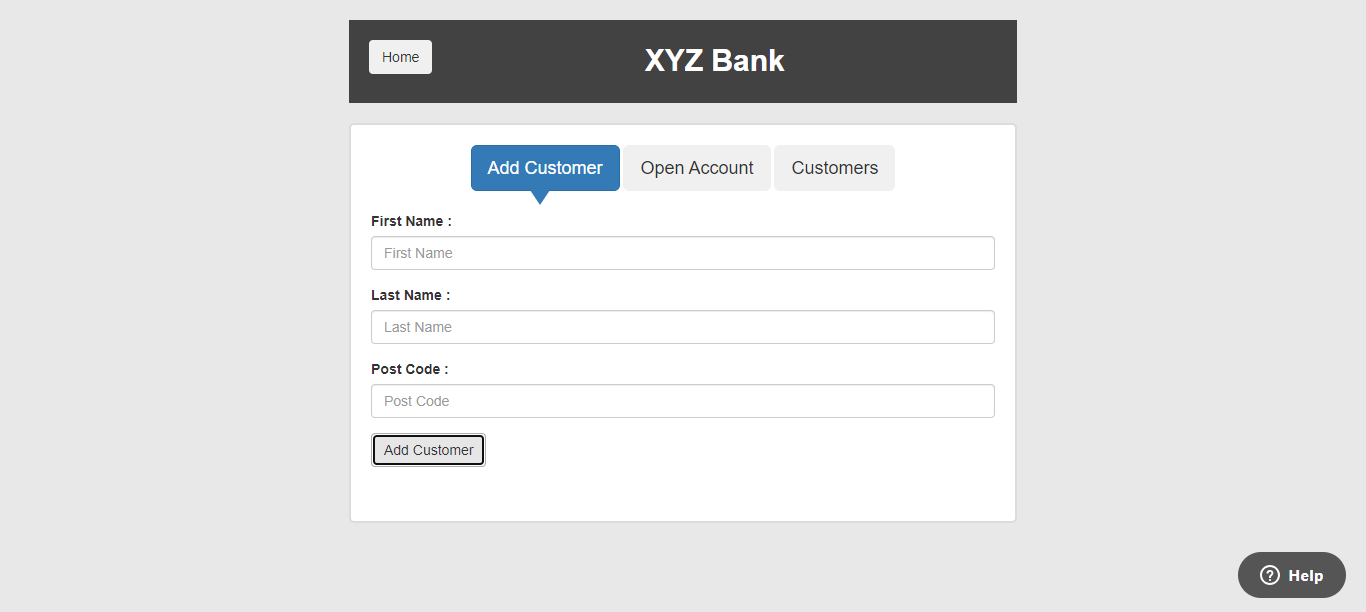 Home
XYZ Bank
Add Customer
Open Account
Customers
First Name :
First Name
Last Name :
Last Name
Post Code :
Post Code
Add Customer
Help